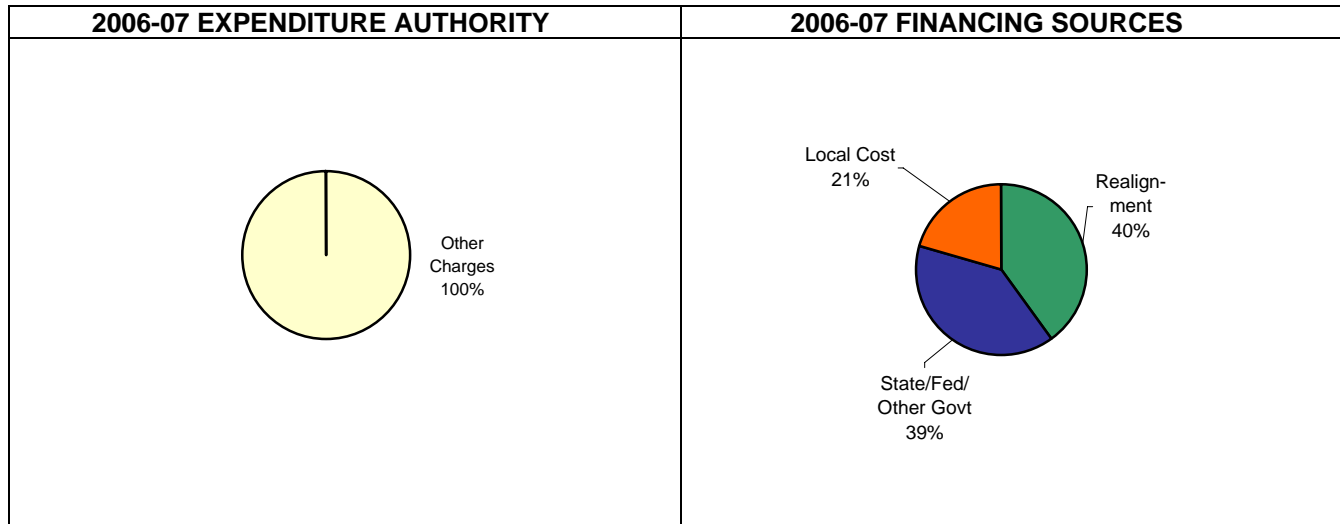 2006-07 EXPENDITURE AUTHORITY
Other
Charges
100%
2006-07 FINANCING SOURCES
Local Cost
21%
Realign-
ment
40%
State/Fed/
Other Govt
39%